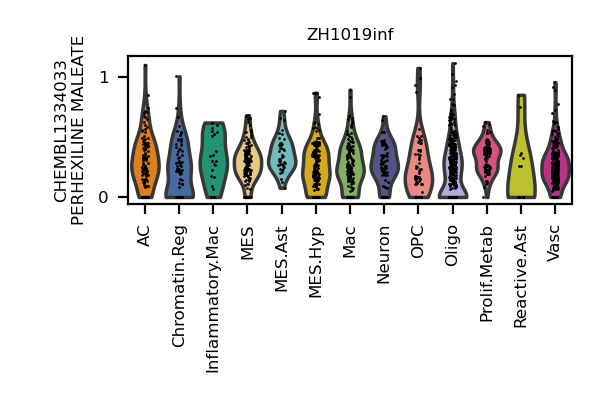 ZH1019inf
CHEMBL1334033
PERHEXILINE MALEATE
1
0
AC
Chromatin.Reg
Inflammatory.Mac
MES
MES.Ast
MES.Hyp
Mac
Neuron
OPC
Oligo
Prolif.Metab
Reactive.Ast
Vasc